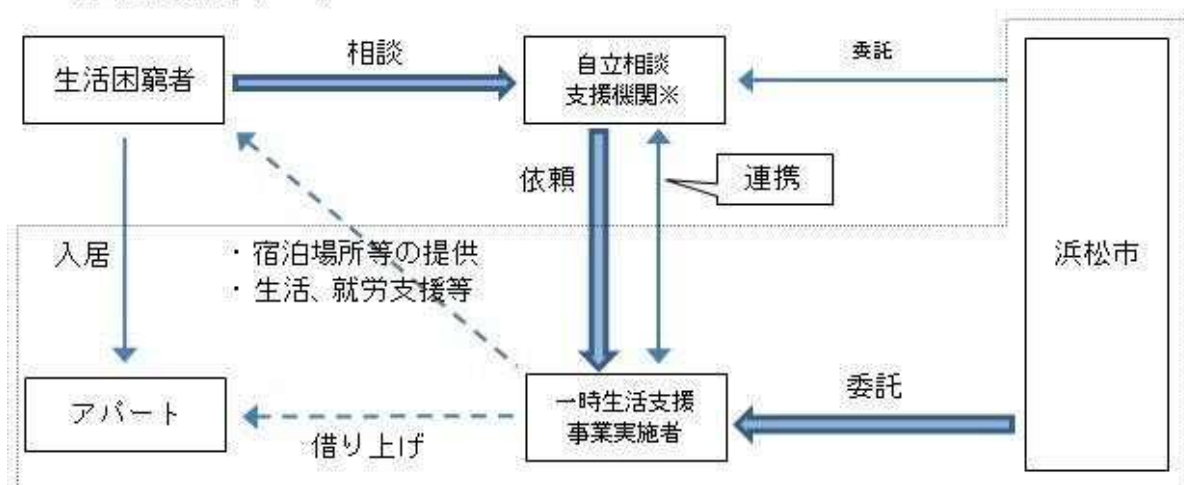 生活困窮者
相談
自立相談
支援機関※
委託
依頼
連携
浜松市
入居
・宿泊場所等の提供
・生活、就労支援等
アパート
借り上げ
一時生活支援
事業実施者
委託